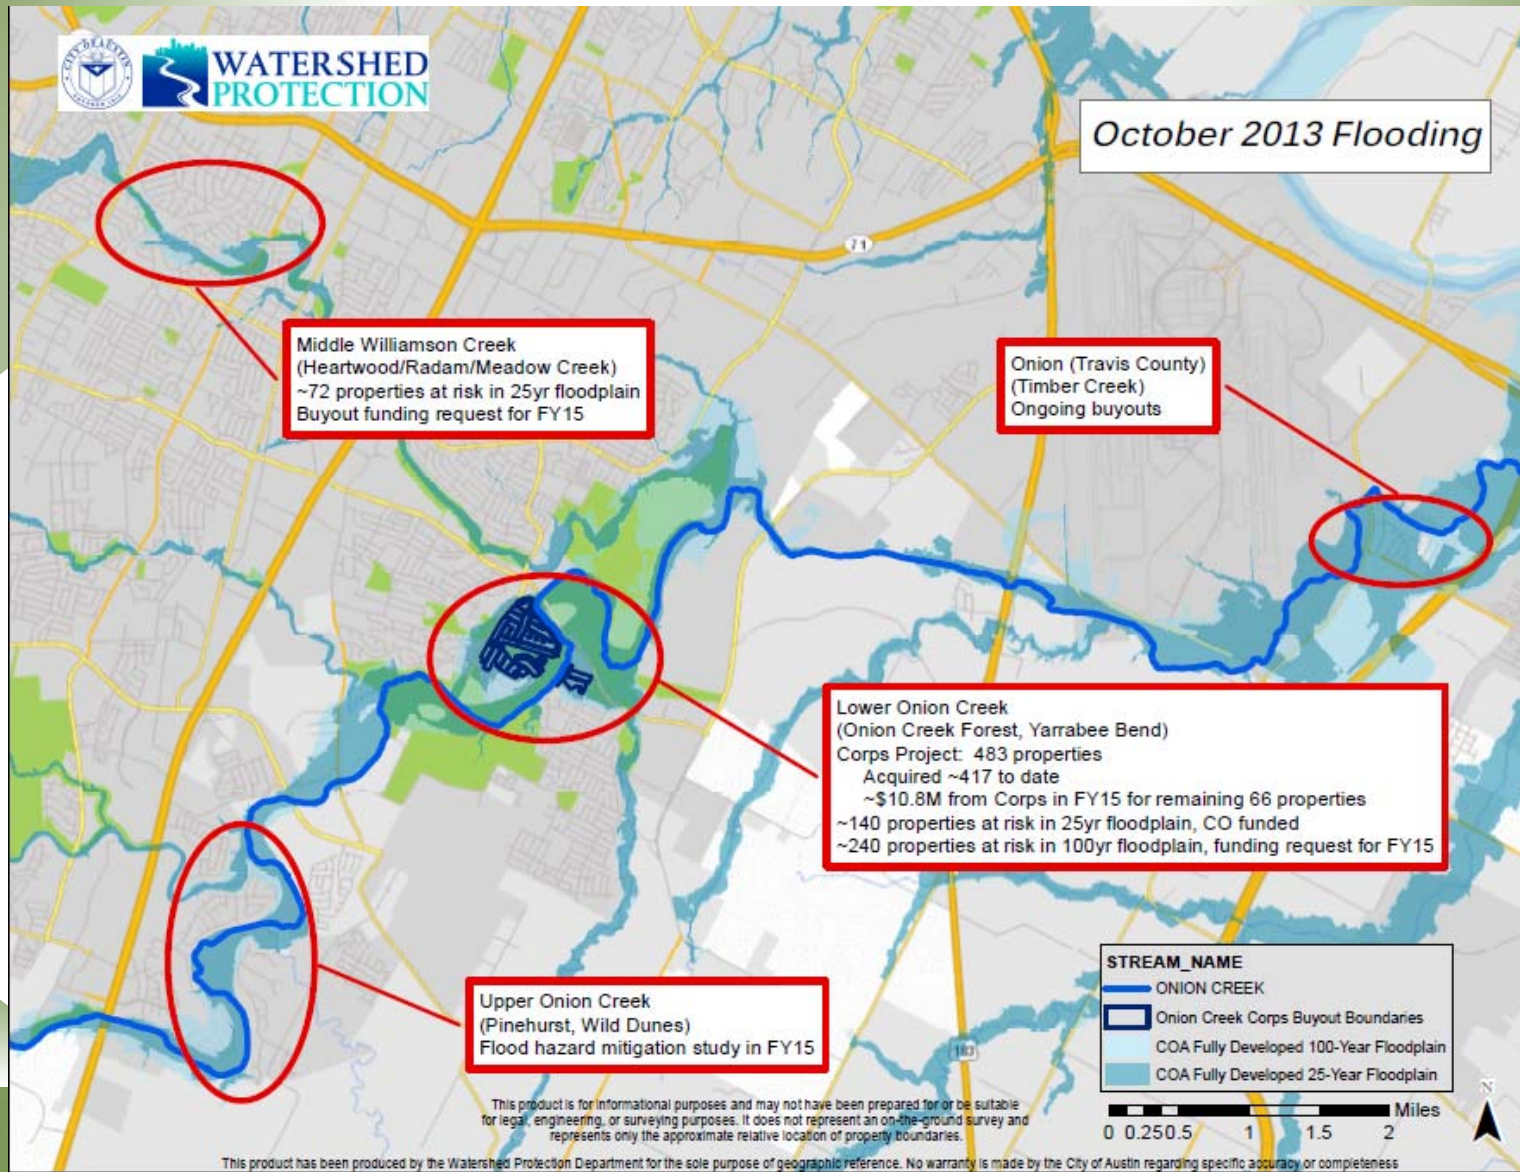 CITY OF AUSTIN
WATERSHED
PROTECTION
October 2013 Flooding
71
Middle Williamson Creek
(Heartwood/Radam/Meadow Creek)
~72 properties at risk in 25yr floodplain
Buyout funding request for FY15
Onion (Travis County)
(Timber Creek)
Ongoing buyouts
Lower Onion Creek
(Onion Creek Forest, Yarrabee Bend)
Corps Project: 483 properties
Acquired ~417 to date
~$10.8M from Corps in FY15 for remaining 66 properties
~140 properties at risk in 25yr floodplain, CO funded
~240 properties at risk in 100yr floodplain, funding request for FY15
Upper Onion Creek
(Pinehurst, Wild Dunes)
Flood hazard mitigation study in FY15
183
STREAM_NAME
ONION CREEK
Onion Creek Corps Buyout Boundaries
COA Fully Developed 100-Year Floodplain
COA Fully Developed 25-Year Floodplain
N
Miles
0 0.25 0.5 1 1.5 2
This product is for informational purposes and may not have been prepared for or be suitable
for legal, engineering, or surveying purposes. It does not represent an on-the-ground survey and
represents only the approximate relative location of property boundaries.
This product has been produced by the Watershed Protection Department for the sole purpose of geographic reference. No warranty is made by the City of Austin regarding specific accuracy or completeness